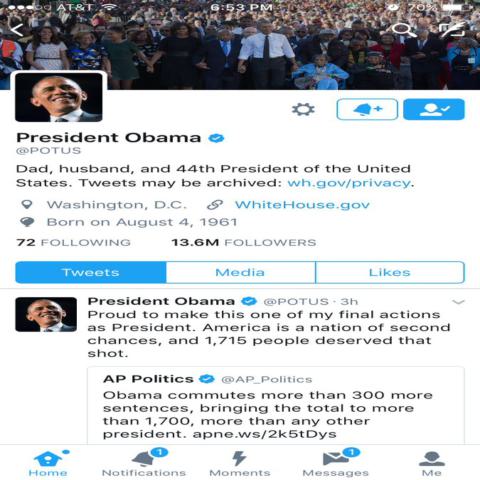 AT&T 6:53 PM 70%
President Obama
@POTUS
Dad, husband, and 44th President of the United
States. Tweets may be archived: wh.gov/privacy.
Washington, D.C. WhiteHouse.gov
Born on August 4, 1961
72 FOLLOWING 13.6M FOLLOWERS
Tweets Media Likes
President Obama @POTUS · 3h
Proud to make this one of my final actions
as President. America is a nation of second
chances, and 1,715 people deserved that
shot.
AP Politics @AP_Politics
Obama commutes more than 300 more
sentences, bringing the total to more
than 1,700, more than any other
president. apne.ws/2k5tDys
1 1
Home Notifications Moments Messages Me